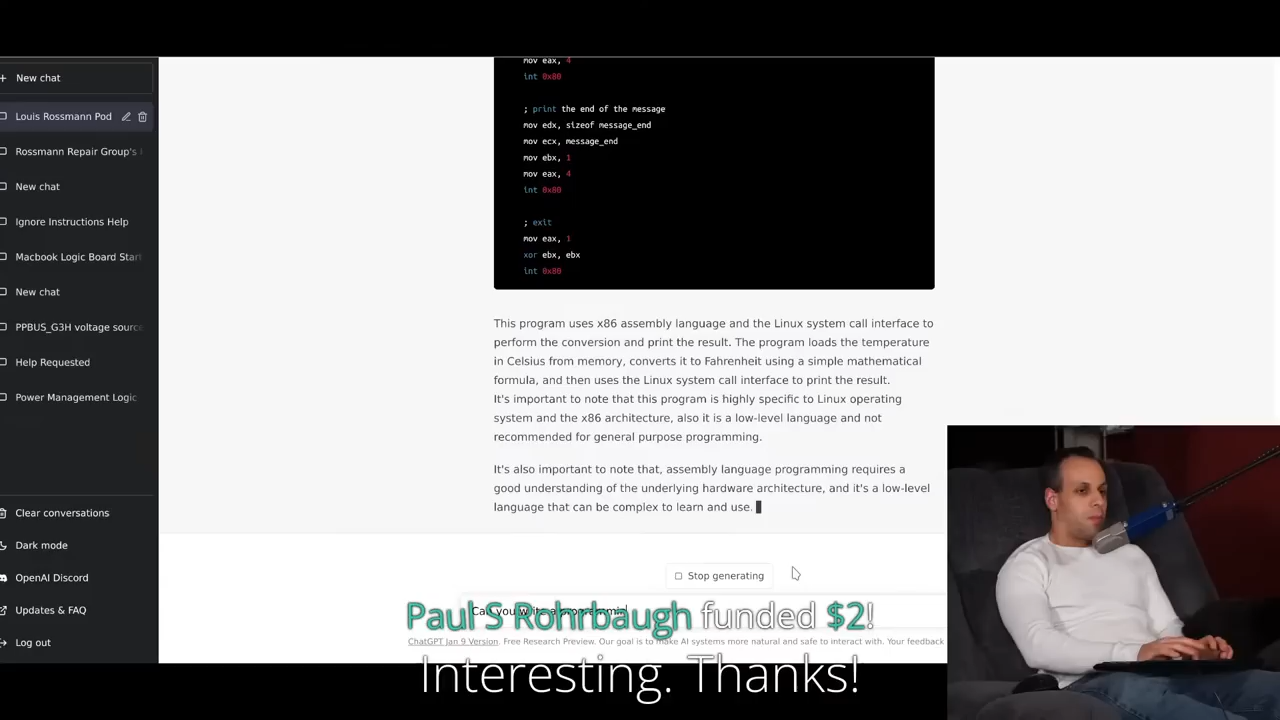 New chat
Louis Rossmann Pod
Rossmann Repair Group's
New chat
Ignore Instructions Help
Macbook Logic Board Start
New chat
PPBUS_G3H voltage source
Help Requested
Power Management Logic
Clear conversations
Dark mode
OpenAI Discord
Updates & FAQ
Log out
mov eax, 4
int 0x80
; print the end of the message
mov edx, sizeof message_end
mov ecx, message_end
mov ebx, 1
mov eax, 4
int 0x80
; exit
mov eax, 1
xor ebx, ebx
int 0x80
This program uses x86 assembly language and the Linux system call interface to
perform the conversion and print the result. The program loads the temperature
in Celsius from memory, converts it to Fahrenheit using a simple mathematical
formula, and then uses the Linux system call interface to print the result.
It's important to note that this program is highly specific to Linux operating
system and the x86 architecture, also it is a low-level language and not
recommended for general purpose programming.
It's also important to note that, assembly language programming requires a
good understanding of the underlying hardware architecture, and it's a low-level
language that can be complex to learn and use.
Stop generating
Can you write a
Paul S Rohrbaugh funded $2!
ChatGPT Jan 9 Version. Free Research Preview. Our goal is to make AI systems more natural and safe to interact with. Your feedback
Interesting. Thanks!